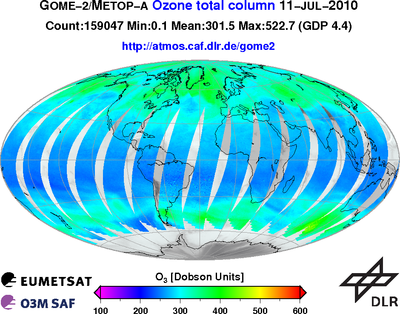 GOME-2/METOP-A Ozone total column 11-JUL-2010
Count:159047 Min:0.1 Mean:301.5 Max:522.7 (GDP 4.4)
http://atmos.caf.dlr.de/gome2
EUMETSAT
O3M SAF
O3 [Dobson Units]
100 200 300 400 500 600
DLR